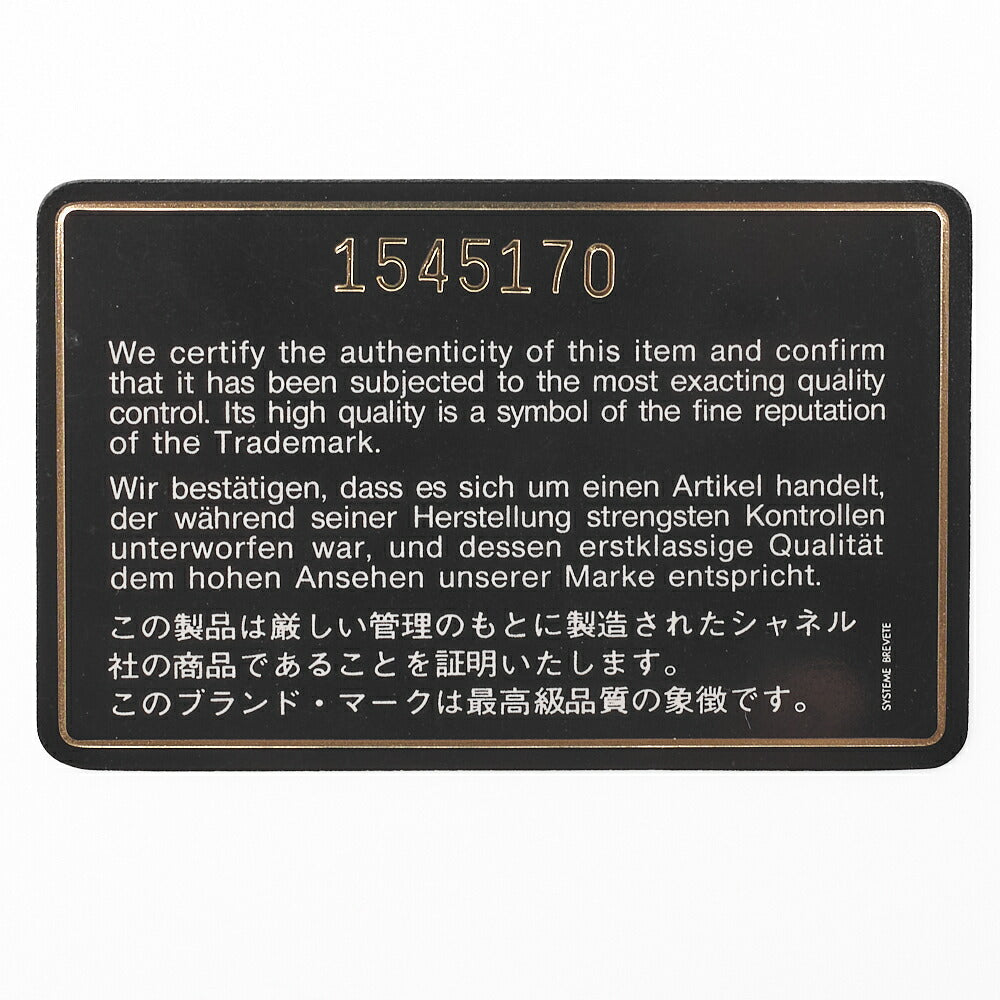 1545170
We certify the authenticity of this item and confirm
that it has been subjected to the most exacting quality
control. Its high quality is a symbol of the fine reputation
of the Trademark.
Wir bestätigen, dass es sich um einen Artikel handelt,
der während seiner Herstellung strengsten Kontrollen
unterworfen war, und dessen erstklassige Qualität
dem hohen Ansehen unserer Marke entspricht.
この製品は厳しい管理のもとに製造されたシャネル
社の商品であることを証明いたします。
このブランド・マークは最高級品質の象徴です。
SYSTEME BREVETE